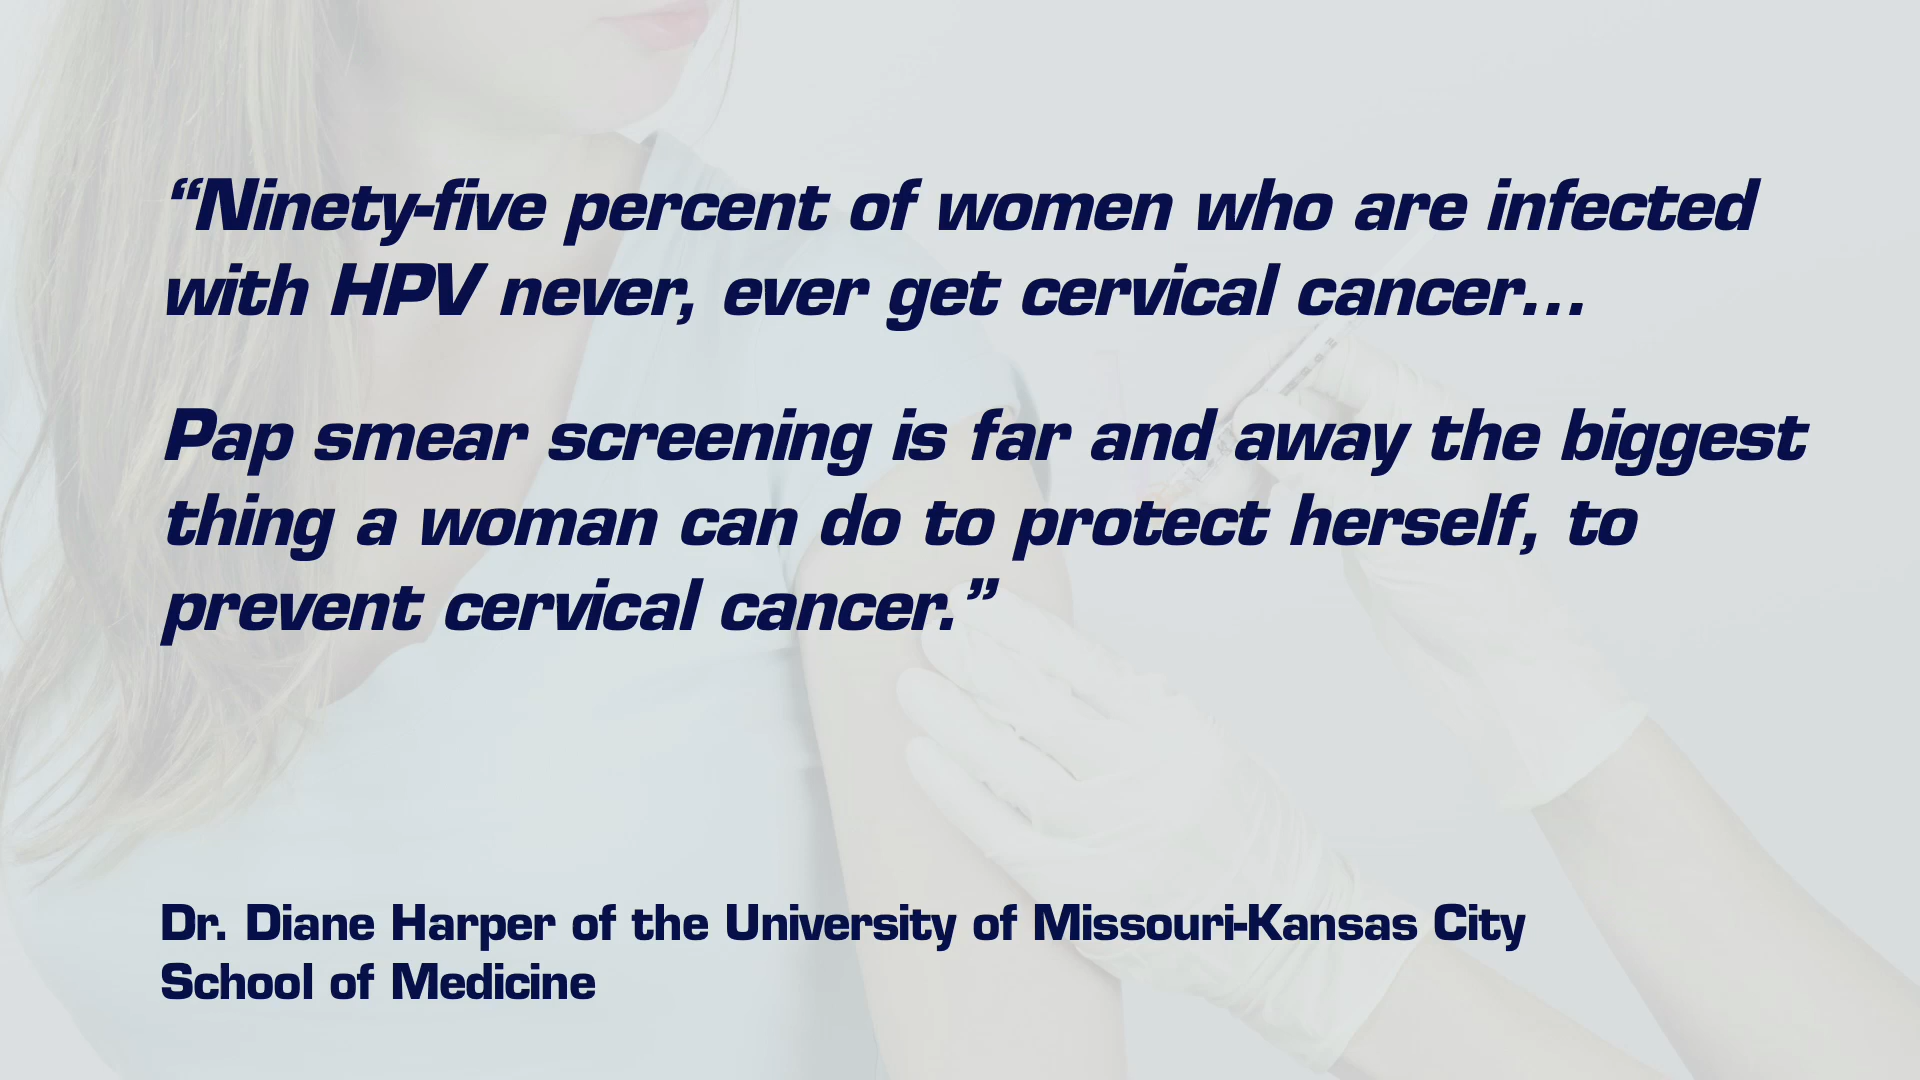 “Ninety-five percent of women who are infected
with HPV never, ever get cervical cancer…
Pap smear screening is far and away the biggest
thing a woman can do to protect herself, to
prevent cervical cancer.”
Dr. Diane Harper of the University of Missouri-Kansas City
School of Medicine